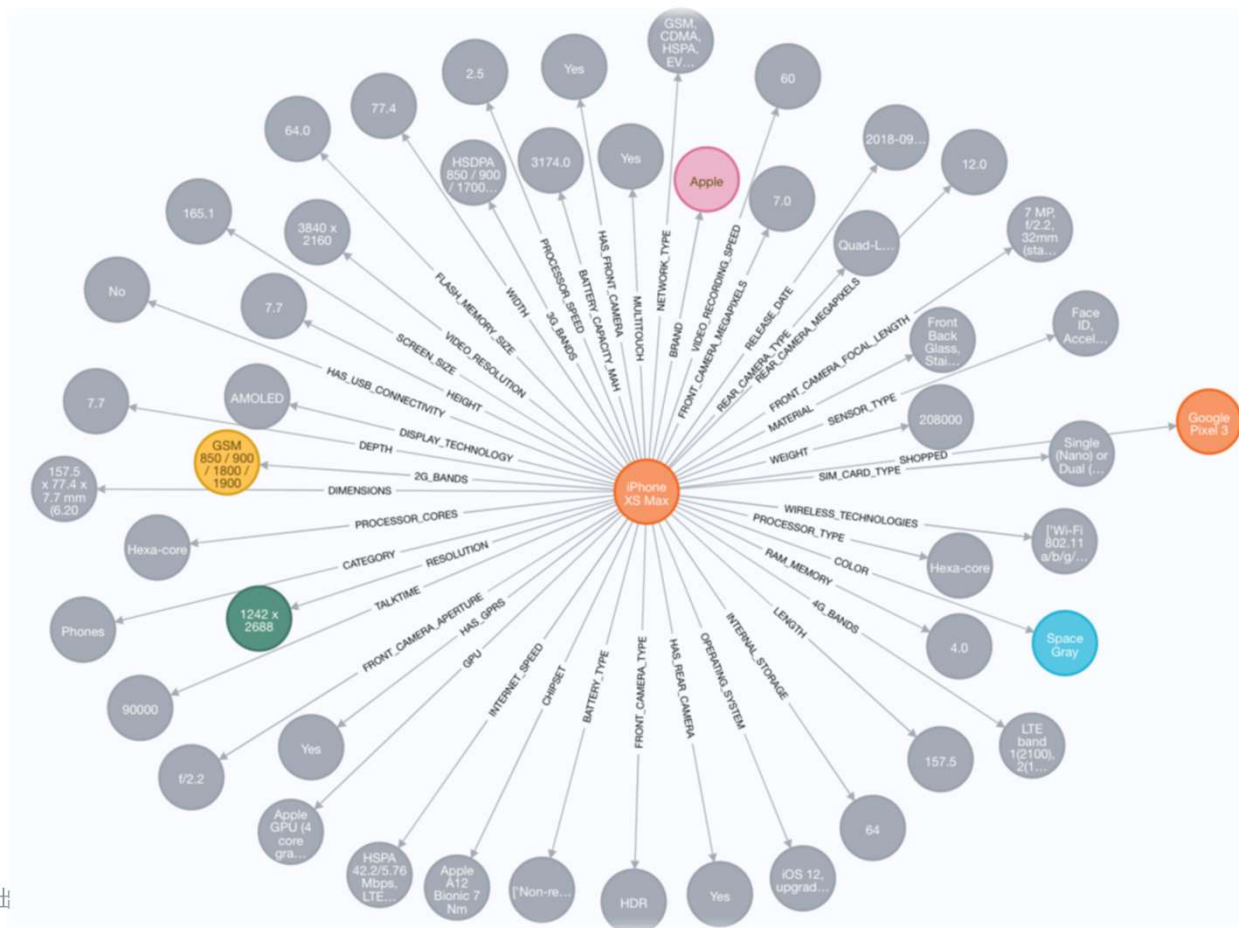 GSM,
CDMA,
HSPA,
EV...
2.5
Yes
60
77.4
64.0
2018-09...
12.0
HSDPA
850 / 900
/ 1700...
3174.0
Yes
Apple
7.0
165.1
3840 x
2160
Quad-L...
7 MP,
f/2.2,
32mm
(sta...
No
7.7
Front
Back
Glass,
Stai...
Face
ID,
Accel...
7.7
AMOLED
208000
Google
Pixel 3
GSM
850 / 900
/ 1800 /
1900
Single
(Nano) or
Dual (...
157.5
x 77.4 x
7.7 mm
(6.20
iPhone
XS Max
Hexa-core
Hexa-core
['Wi-Fi
802.11
a/b/g/...
Phones
1242 x
2688
4.0
Space
Gray
90000
Yes
157.5
LTE
band
1(2100),
2(1...
f/2.2
Apple
GPU (4
core
gra...
64
HSPA
42.2/5.76
Mbps,
LTE...
Apple
A12
Bionic 7
Nm
['Non-re...
HDR
Yes
iOS 12,
upgrad...
FLASH_MEMORY_SIZE
WIDTH
3G_BANDS
PROCESSOR_SPEED
BATTERY_CAPACITY_MAH
HAS_FRONT_CAMERA
MULTITOUCH
NETWORK_TYPE
BRAND
VIDEO_RECORDING_SPEED
FRONT_CAMERA_MEGAPIXELS
RELEASE_DATE
REAR_CAMERA_TYPE
REAR_CAMERA_MEGAPIXELS
FRONT_CAMERA_FOCAL_LENGTH
MATERIAL
SENSOR_TYPE
WEIGHT
SHOPPED
SIM_CARD_TYPE
WIRELESS_TECHNOLOGIES
PROCESSOR_TYPE
COLOR
RAM_MEMORY
4G_BANDS
LENGTH
INTERNAL_STORAGE
OPERATING_SYSTEM
HAS_REAR_CAMERA
FRONT_CAMERA_TYPE
BATTERY_TYPE
CHIPSET
INTERNET_SPEED
GPU
HAS_GPRS
FRONT_CAMERA_APERTURE
TALKTIME
RESOLUTION
CATEGORY
PROCESSOR_CORES
DIMENSIONS
2G_BANDS
DEPTH
DISPLAY_TECHNOLOGY
HAS_USB_CONNECTIVITY
HEIGHT
SCREEN_SIZE
VIDEO_RESOLUTION